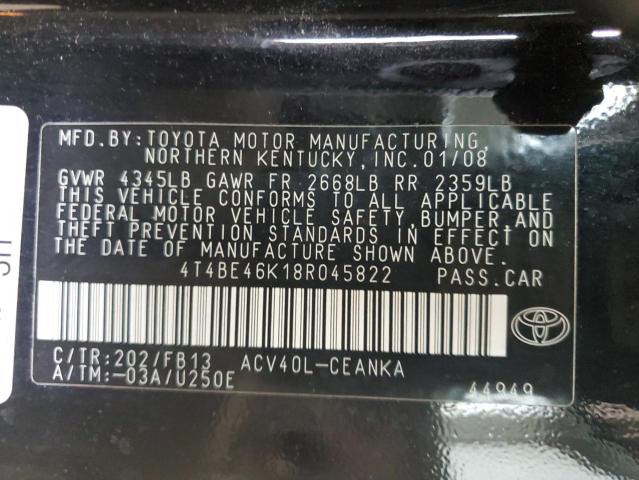 MFD.BY:TOYOTA MOTOR MANUFACTURING,
NORTHERN KENTUCKY,INC.01/08
GVWR 4345LB GAWR FR 2668LB RR 2359LB
THIS VEHICLE CONFORMS TO ALL APPLICABLE
FEDERAL MOTOR VEHICLE SAFETY, BUMPER AND
THEFT PREVENTION STANDARDS IN EFFECT ON
THE DATE OF MANUFACTURE SHOWN ABOVE.
4T4BE46K18R045822 PASS.CAR
C/TR:202/FB13 ACV40L-CEANKA
A/TM:-03A/U250E 44949